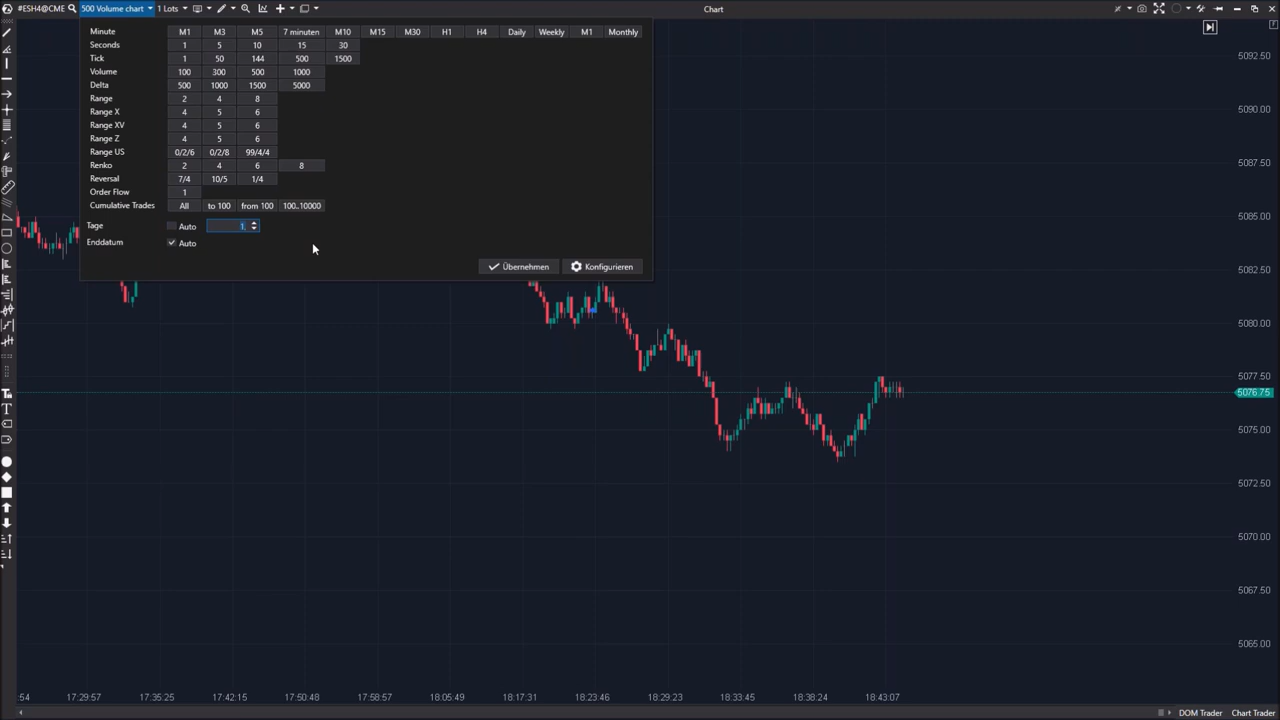 #ESH4@CME 500 Volume chart 1 Lots Chart
Minute M1 M3 M5 7 minuten M10 M15 M30 H1 H4 Daily Weekly M1 Monthly
Seconds 1 5 10 15 30
Tick 1 50 144 500 1500
Volume 100 300 500 1000
Delta 500 1000 1500 5000
Range 2 4 8
Range X 4 5 6
Range XV 4 5 6
Range Z 4 5 6
Range US 0/2/6 0/2/8 99/4/4
Renko 2 4 6 8
Reversal 7/4 10/5 1/4
Order Flow 1
Cumulative Trades All to 100 from 100 100..10000
Tage Auto 1
Enddatum Auto
Übernehmen Konfigurieren
5092.50
5090.00
5087.50
5085.00
5082.50
5080.00
5077.50
5076.75
5075.00
5072.50
5070.00
5067.50
5065.00
:54 17:29:57 17:35:25 17:42:15 17:50:48 17:58:57 18:05:49 18:17:31 18:23:46 18:29:23 18:33:45 18:38:24 18:43:07
DOM Trader Chart Trader